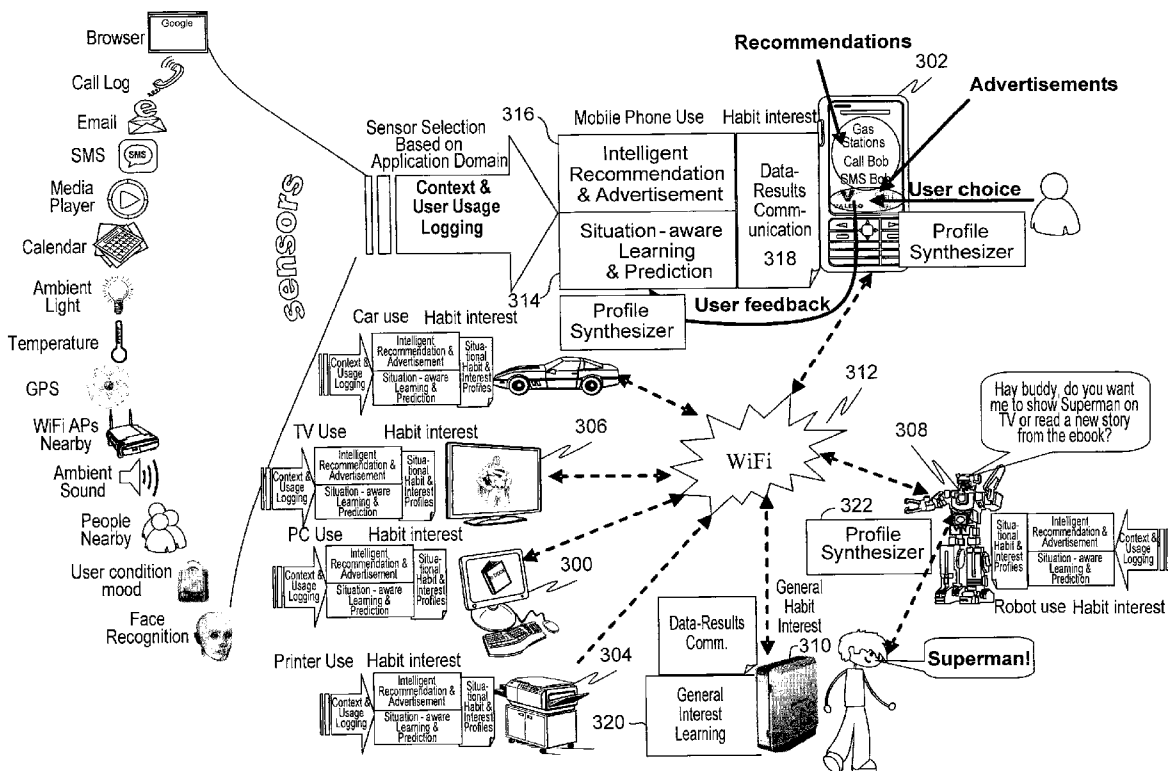 Google
Browser
Call Log
Email
SMS
SMS
Media
Player
Calendar
Ambient
Light
Temperature
GPS
WiFi APs
Nearby
Ambient
Sound
People
Nearby
User condition
mood
Face
Recognition
sensors
Sensor Selection
Based on
Application Domain
Context &
User Usage
Logging
316
314
Mobile Phone Use
Habit interest
Intelligent
Recommendation
& Advertisement
Situation - aware
Learning
& Prediction
Data-
Results
Comm-
unication
318
Profile
Synthesizer
User feedback
Recommendations
302
Advertisements
Gas
Stations
Call Bob
SMS Bob
User choice
Profile
Synthesizer
Car use
Habit interest
Context &
Usage
Logging
Intelligent
Recommendation &
Advertisement
Situation - aware
Learning &
Prediction
Situa-
tional
Habit &
Interest
Profiles
TV Use
Habit interest
306
Context &
Usage
Logging
Intelligent
Recommendation &
Advertisement
Situation - aware
Learning &
Prediction
Situa-
tional
Habit &
Interest
Profiles
PC Use
Habit interest
300
Context &
Usage
Logging
Intelligent
Recommendation &
Advertisement
Situation - aware
Learning &
Prediction
Situa-
tional
Habit &
Interest
Profiles
Printer Use
Habit interest
304
Context &
Usage
Logging
Intelligent
Recommendation &
Advertisement
Situation - aware
Learning &
Prediction
Situa-
tional
Habit &
Interest
Profiles
WiFi
312
Hay buddy, do you want
me to show Superman on
TV or read a new story
from the ebook?
308
322
Profile
Synthesizer
Situa-
tional
Habit &
Interest
Profiles
Intelligent
Recommendation &
Advertisement
Situation - aware
Learning &
Prediction
Context &
Usage
Logging
Robot use
Habit interest
General
Habit
Interest
310
Data-Results
Comm.
General
Interest
Learning
320
Superman!